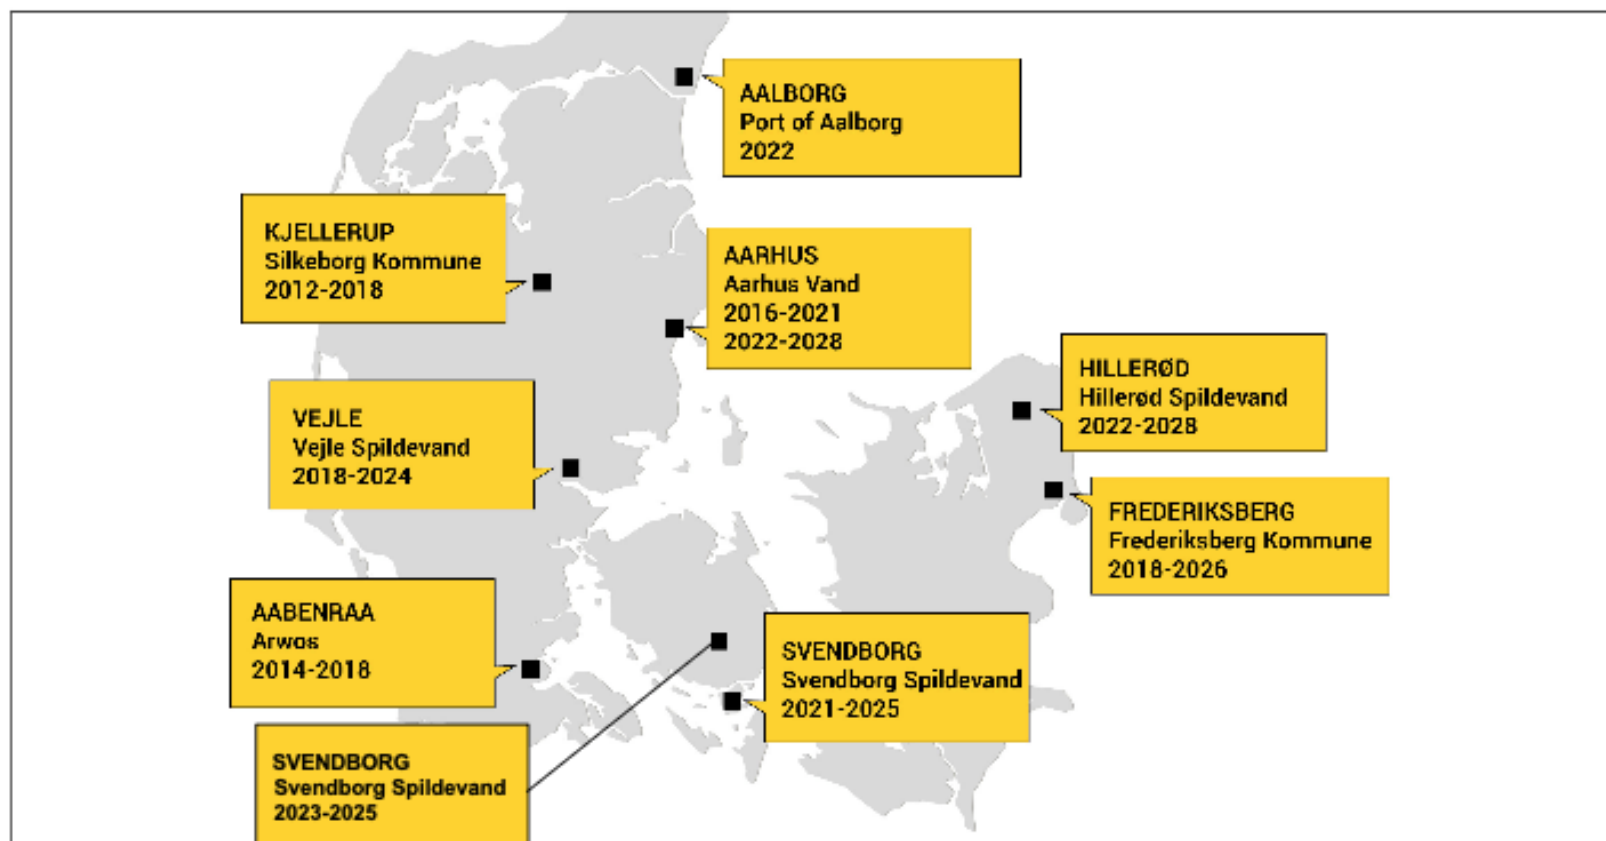 AALBORG
Port of Aalborg
2022
KJELLERUP
Silkeborg Kommune
2012-2018
AARHUS
Aarhus Vand
2016-2021
2022-2028
HILLERØD
Hillerød Spildevand
2022-2028
VEJLE
Vejle Spildevand
2018-2024
FREDERIKSBERG
Frederiksberg Kommune
2018-2026
AABENRAA
Arwos
2014-2018
SVENDBORG
Svendborg Spildevand
2021-2025
SVENDBORG
Svendborg Spildevand
2023-2025